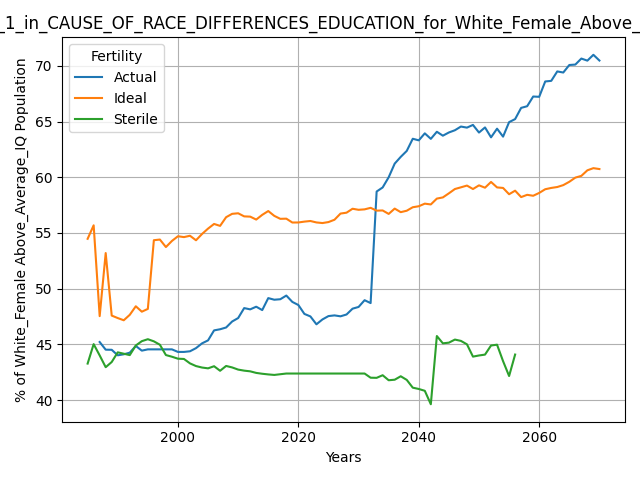 _1_in_CAUSE_OF_RACE_DIFFERENCES_EDUCATION_for_White_Female_Above_
Fertility
Actual
Ideal
Sterile
% of White_Female Above_Average_IQ Population
70
65
60
55
50
45
40
2000
2020
2040
2060
Years